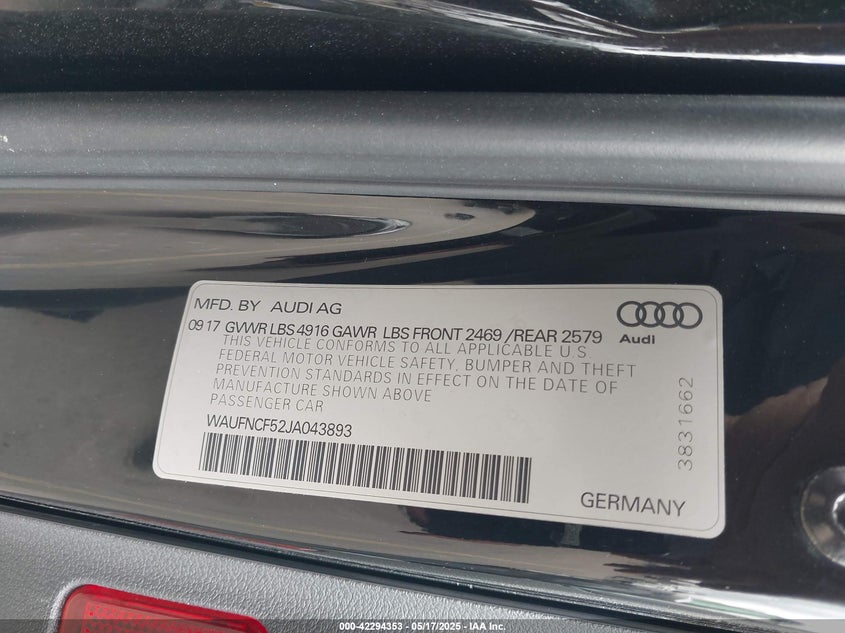 MFD. BY AUDI AG
Audi
09 17 GVWR LBS 4916 GAWR LBS FRONT 2469 /REAR 2579
THIS VEHICLE CONFORMS TO ALL APPLICABLE U.S.
FEDERAL MOTOR VEHICLE SAFETY, BUMPER AND THEFT
PREVENTION STANDARDS IN EFFECT ON THE DATE OF
MANUFACTURE SHOWN ABOVE
PASSENGER CAR
WAUFNCF52JA043893
3831662
GERMANY
000-42294353 - 05/17/2025 - IAA Inc.